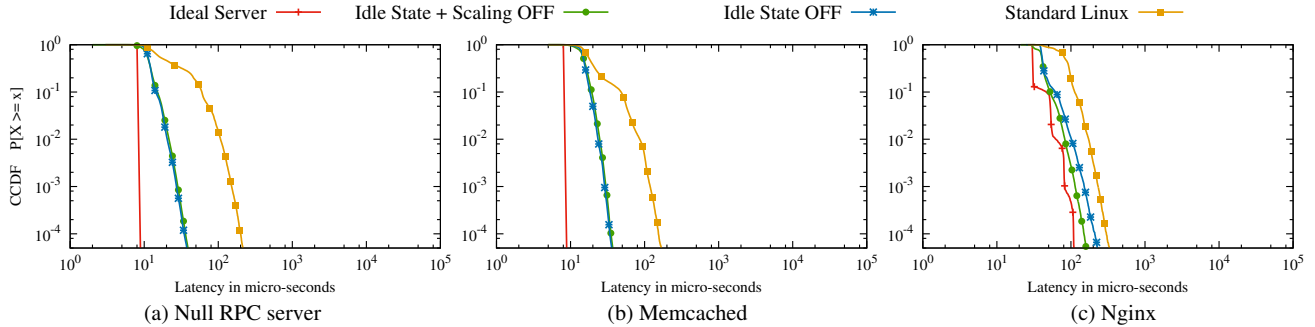 Ideal Server Idle State + Scaling OFF Idle State OFF Standard Linux
CCDF P[X >= x]
10^0
10^-1
10^-2
10^-3
10^-4
10^0 10^1 10^2 10^3 10^4 10^5
Latency in micro-seconds
(a) Null RPC server
10^0
10^-1
10^-2
10^-3
10^-4
10^0 10^1 10^2 10^3 10^4 10^5
Latency in micro-seconds
(b) Memcached
10^0
10^-1
10^-2
10^-3
10^-4
10^0 10^1 10^2 10^3 10^4 10^5
Latency in micro-seconds
(c) Nginx